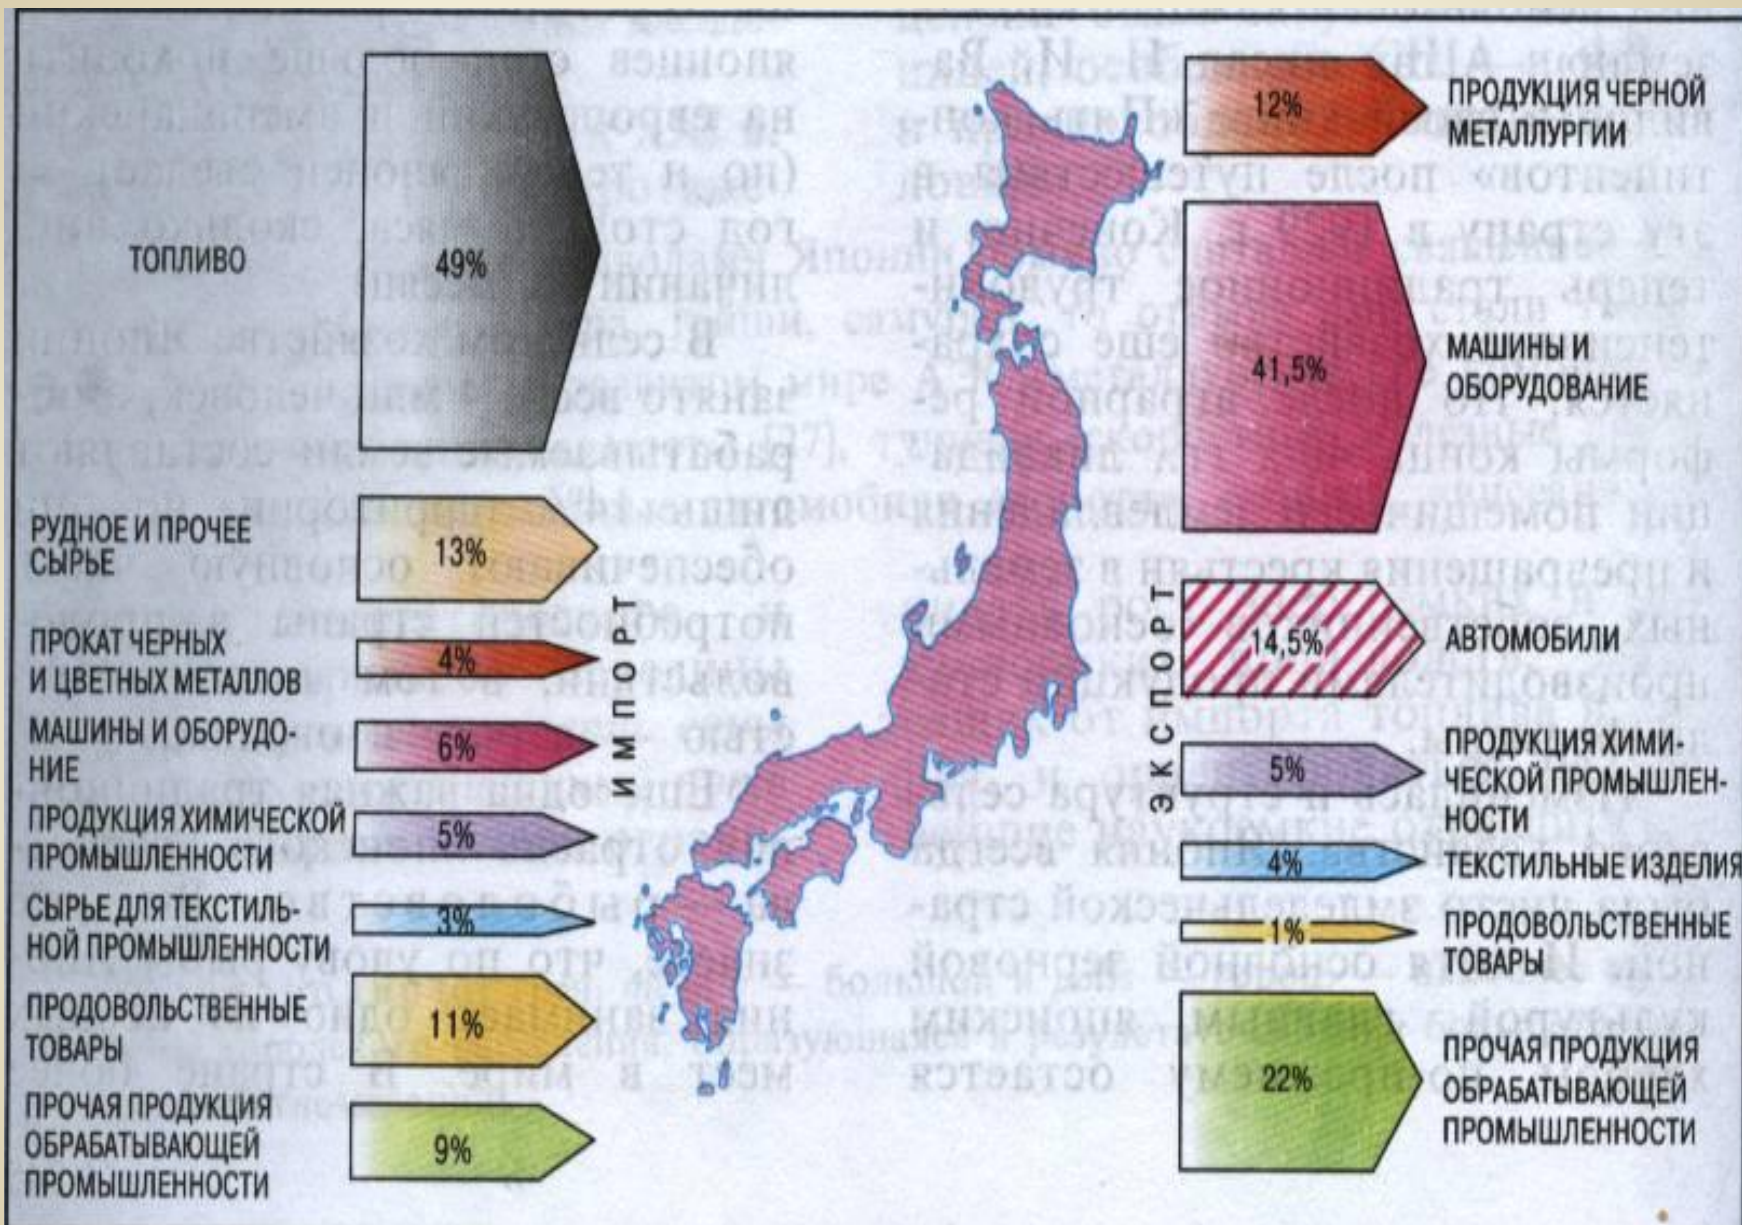 ТОПЛИВО
49%
РУДНОЕ И ПРОЧЕЕ
СЫРЬЕ
13%
ПРОКАТ ЧЕРНЫХ
И ЦВЕТНЫХ МЕТАЛЛОВ
4%
МАШИНЫ И ОБОРУДО-
НИЕ
6%
ПРОДУКЦИЯ ХИМИЧЕСКОЙ
ПРОМЫШЛЕННОСТИ
5%
СЫРЬЕ ДЛЯ ТЕКСТИЛЬ-
НОЙ ПРОМЫШЛЕННОСТИ
3%
ПРОДОВОЛЬСТВЕННЫЕ
ТОВАРЫ
11%
ПРОЧАЯ ПРОДУКЦИЯ
ОБРАБАТЫВАЮЩЕЙ
ПРОМЫШЛЕННОСТИ
9%
ИМПОРТ
ЭКСПОРТ
12%
ПРОДУКЦИЯ ЧЕРНОЙ
МЕТАЛЛУРГИИ
41,5%
МАШИНЫ И
ОБОРУДОВАНИЕ
14,5%
АВТОМОБИЛИ
5%
ПРОДУКЦИЯ ХИМИ-
ЧЕСКОЙ ПРОМЫШЛЕН-
НОСТИ
4%
ТЕКСТИЛЬНЫЕ ИЗДЕЛИЯ
1%
ПРОДОВОЛЬСТВЕННЫЕ
ТОВАРЫ
22%
ПРОЧАЯ ПРОДУКЦИЯ
ОБРАБАТЫВАЮЩЕЙ
ПРОМЫШЛЕННОСТИ